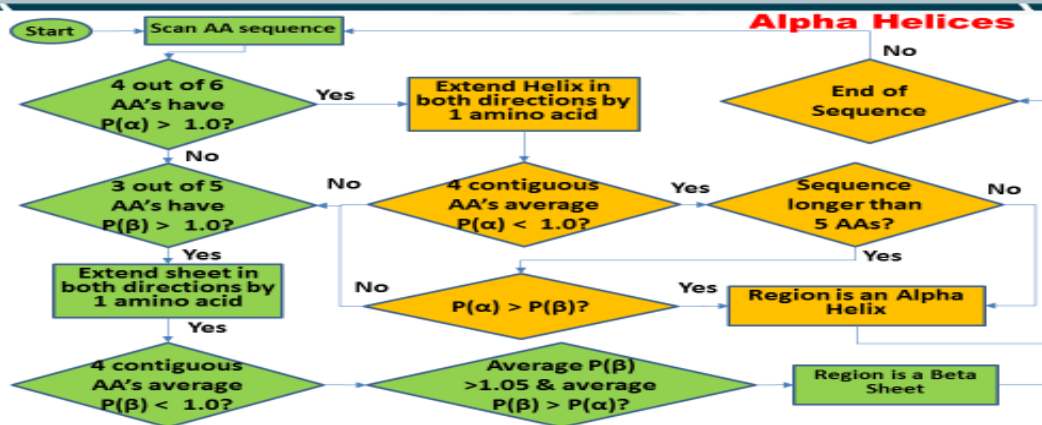 Alpha Helices
Start
Scan AA sequence
No
4 out of 6
AA's have
P(α) > 1.0?
Yes
Extend Helix in
both directions by
1 amino acid
End of
Sequence
No
3 out of 5
AA's have
P(β) > 1.0?
No
4 contiguous
AA's average
P(α) < 1.0?
Yes
Sequence
longer than
5 AAs?
No
Yes
Yes
Extend sheet in
both directions by
1 amino acid
No
P(α) > P(β)?
Yes
Region is an Alpha
Helix
Yes
4 contiguous
AA's average
P(β) < 1.0?
Average P(β)
>1.05 & average
P(β) > P(α)?
Region is a Beta
Sheet